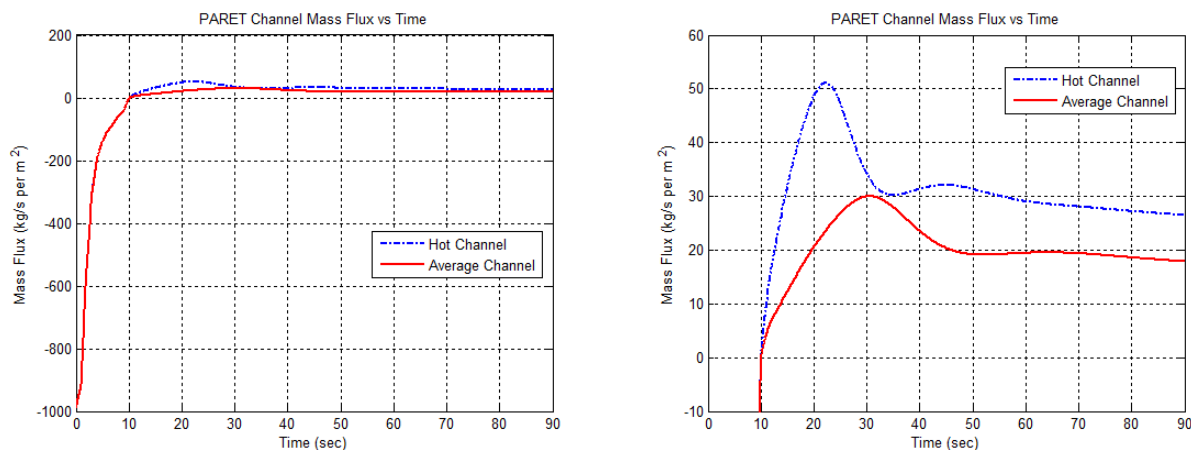 PARET Channel Mass Flux vs Time
200
0
-200
-400
-600
-800
-1000
Mass Flux (kg/s per m²)
Hot Channel
Average Channel
0 10 20 30 40 50 60 70 80 90
Time (sec)
PARET Channel Mass Flux vs Time
60
50
40
30
20
10
0
-10
Mass Flux (kg/s per m²)
Hot Channel
Average Channel
0 10 20 30 40 50 60 70 80 90
Time (sec)